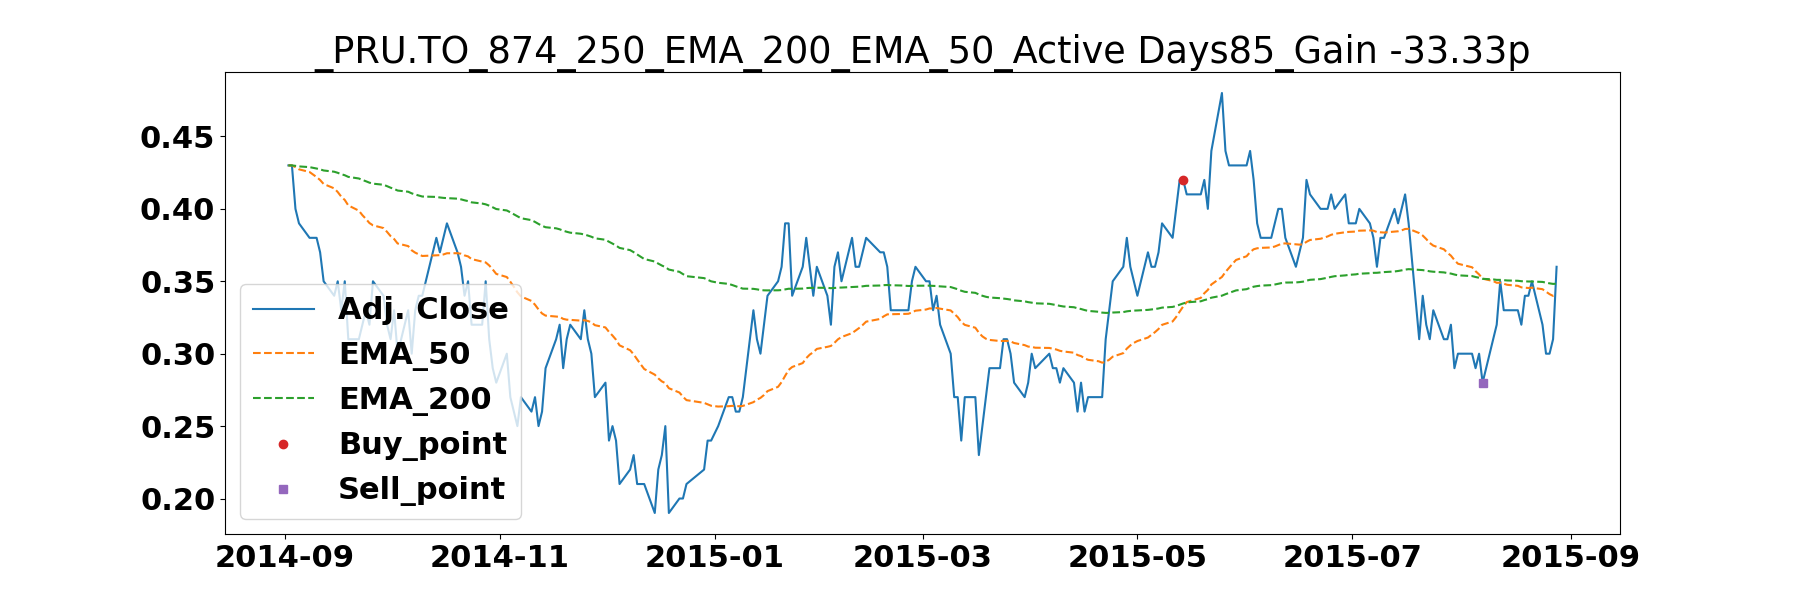 _PRU.TO_874_250_EMA_200_EMA_50_Active Days85_Gain -33.33p
0.45
0.40
0.35
0.30
0.25
0.20
Adj. Close
EMA_50
EMA_200
Buy_point
Sell_point
2014-09 2014-11 2015-01 2015-03 2015-05 2015-07 2015-09